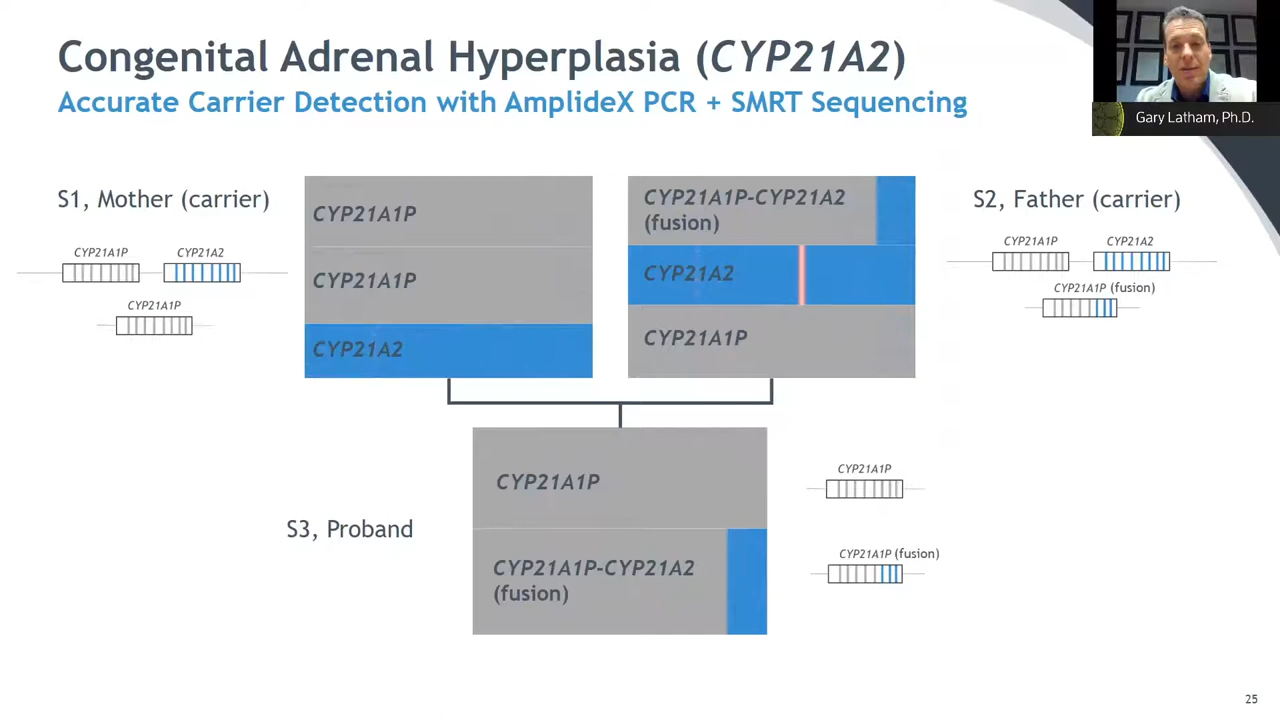 Congenital Adrenal Hyperplasia (CYP21A2)
Accurate Carrier Detection with AmplideX PCR + SMRT Sequencing
Gary Latham, Ph.D.
S1, Mother (carrier)
CYP21A1P
CYP21A2
CYP21A1P
CYP21A1P
CYP21A1P
CYP21A2
CYP21A1P-CYP21A2
(fusion)
CYP21A2
CYP21A1P
S2, Father (carrier)
CYP21A1P
CYP21A2
CYP21A1P (fusion)
S3, Proband
CYP21A1P
CYP21A1P-CYP21A2
(fusion)
CYP21A1P
CYP21A1P (fusion)
25